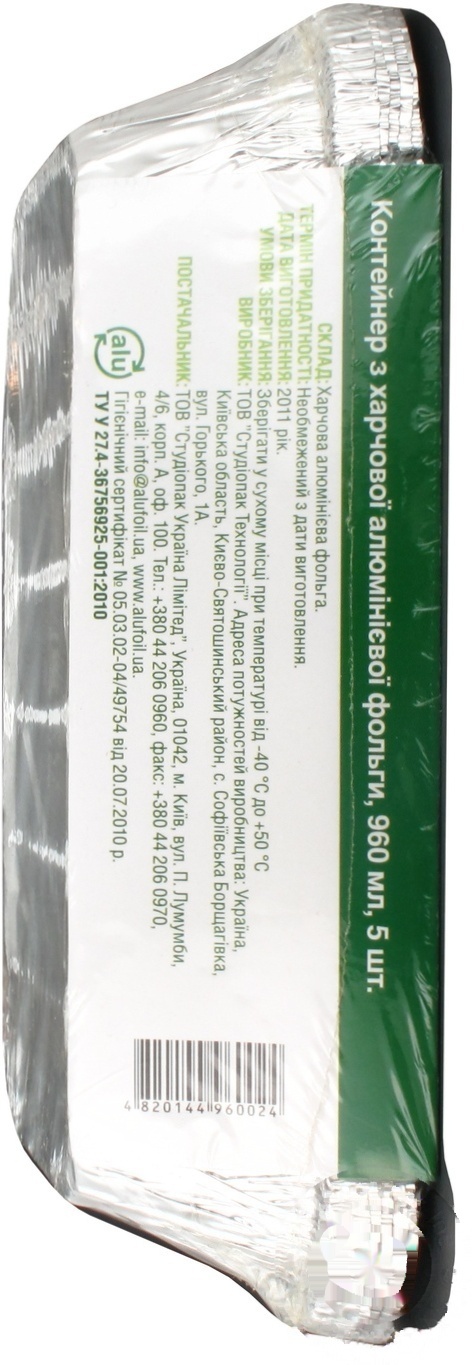 Контейнер з харчової алюмінієвої фольги, 960 мл, 5 шт.
СКЛАД: Харчова алюмінієва фольга.
ТЕРМІН ПРИДАТНОСТІ: Необмежений з дати виготовлення.
ДАТА ВИГОТОВЛЕННЯ: 2011 рік.
УМОВИ ЗБЕРІГАННЯ: Зберігати у сухому місці при температурі від -40 °C до +50 °C
ВИРОБНИК: ТОВ "Студіопак Технології". Адреса потужностей виробництва: Україна,
Київська область, Києво-Святошинський район, с. Софіївська Борщагівка,
вул. Горького, 1А
ПОСТАЧАЛЬНИК: ТОВ "Студіопак Україна Лімітед", Україна, 01042, м. Київ, вул. П. Лумумби,
4/6, корп. А, оф. 100. Тел.: +380 44 206 0960, факс: +380 44 206 0970,
e-mail: info@alufoil.ua, www.alufoil.ua.
Гігієнічний сертифікат № 05.03.02-04/49754 від 20.07.2010 р.
ТУ У 27.4-36756925-001:2010
alu
4 820144 960024